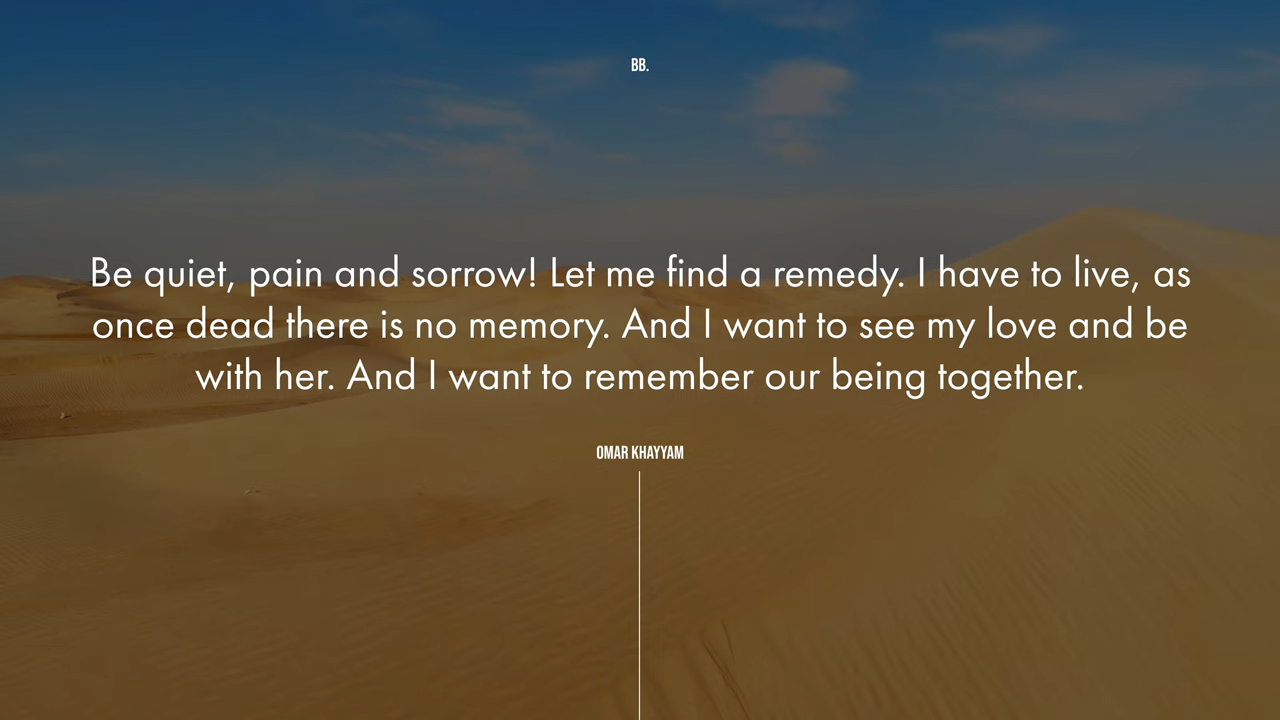 BB.
Be quiet, pain and sorrow! Let me find a remedy. I have to live, as
once dead there is no memory. And I want to see my love and be
with her. And I want to remember our being together.
OMAR KHAYYAM